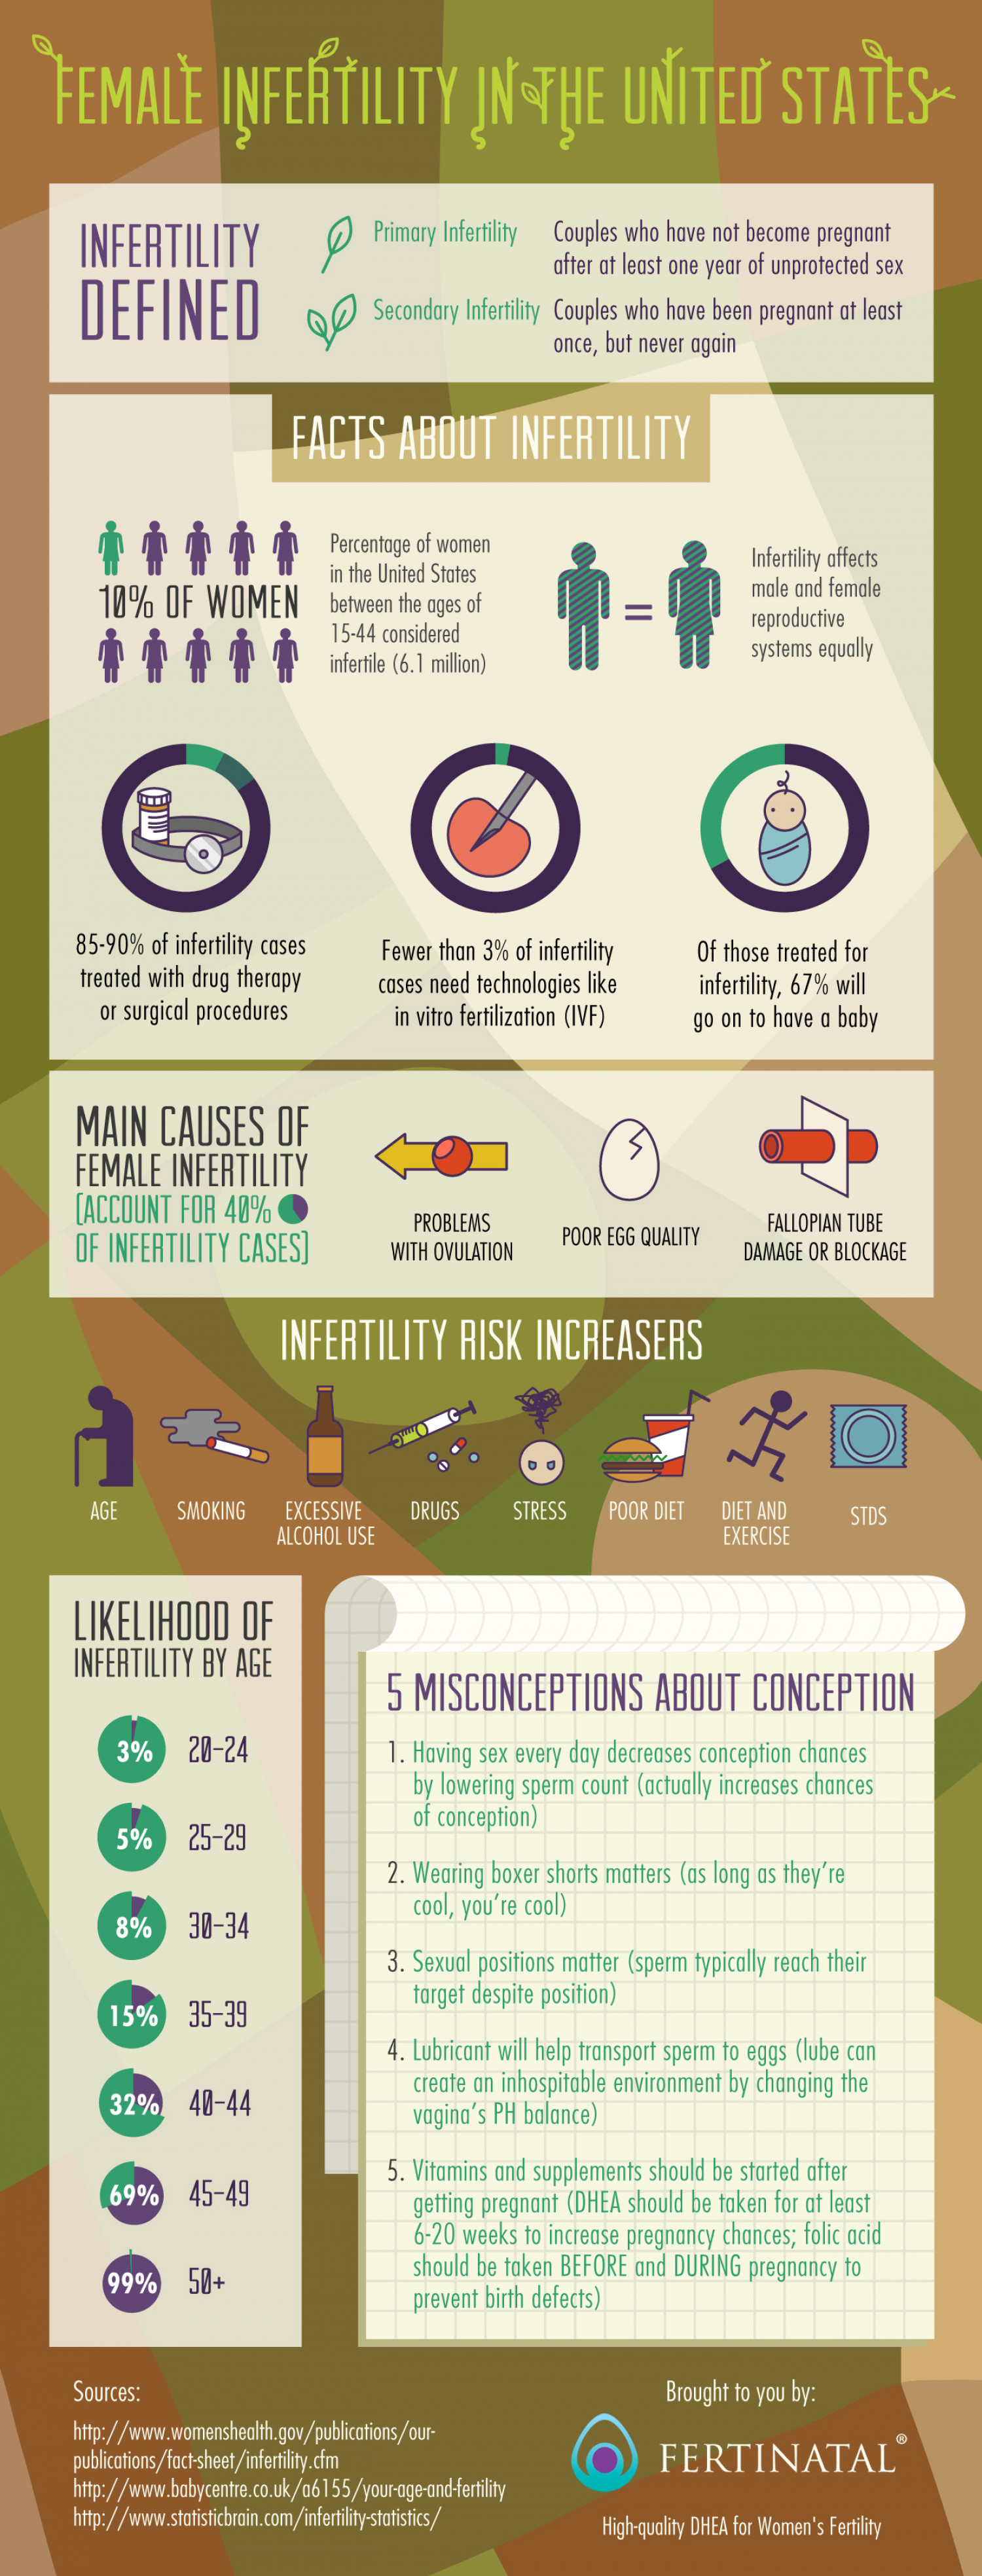 FEMALE INFERTILITY IN THE UNITED STATES
INFERTILITY
DEFINED
Primary Infertility
Couples who have not become pregnant
after at least one year of unprotected sex
Secondary Infertility
Couples who have been pregnant at least
once, but never again
FACTS ABOUT INFERTILITY
10% OF WOMEN
Percentage of women
in the United States
between the ages of
15-44 considered
infertile (6.1 million)
=
Infertility affects
male and female
reproductive
systems equally
85-90% of infertility cases
treated with drug therapy
or surgical procedures
Fewer than 3% of infertility
cases need technologies like
in vitro fertilization (IVF)
Of those treated for
infertility, 67% will
go on to have a baby
MAIN CAUSES OF
FEMALE INFERTILITY
(ACCOUNT FOR 40%
OF INFERTILITY CASES)
PROBLEMS
WITH OVULATION
POOR EGG QUALITY
FALLOPIAN TUBE
DAMAGE OR BLOCKAGE
INFERTILITY RISK INCREASERS
AGE
SMOKING
EXCESSIVE
ALCOHOL USE
DRUGS
STRESS
POOR DIET
DIET AND
EXERCISE
STDS
LIKELIHOOD OF
INFERTILITY BY AGE
3% 20-24
5% 25-29
8% 30-34
15% 35-39
32% 40-44
69% 45-49
99% 50+
5 MISCONCEPTIONS ABOUT CONCEPTION
1. Having sex every day decreases conception chances
by lowering sperm count (actually increases chances
of conception)
2. Wearing boxer shorts matters (as long as they're
cool, you're cool)
3. Sexual positions matter (sperm typically reach their
target despite position)
4. Lubricant will help transport sperm to eggs (lube can
create an inhospitable environment by changing the
vagina's PH balance)
5. Vitamins and supplements should be started after
getting pregnant (DHEA should be taken for at least
6-20 weeks to increase pregnancy chances; folic acid
should be taken BEFORE and DURING pregnancy to
prevent birth defects)
Sources:
http://www.womenshealth.gov/publications/our-
publications/fact-sheet/infertility.cfm
http://www.babycentre.co.uk/a6155/your-age-and-fertility
http://www.statisticbrain.com/infertility-statistics/
Brought to you by:
FERTINATAL®
High-quality DHEA for Women's Fertility